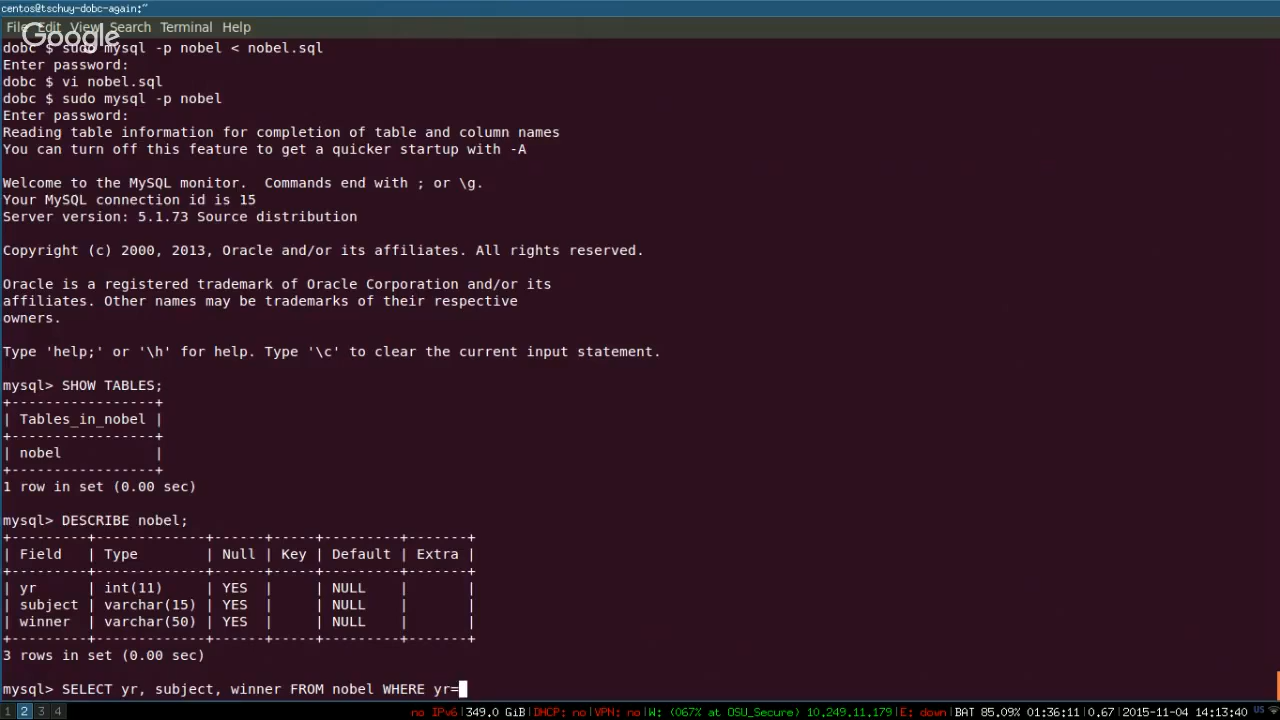 centos@tschuy-dobc-again:~
File Edit View Search Terminal Help
Google
dobc $ sudo mysql -p nobel < nobel.sql
Enter password:
dobc $ vi nobel.sql
dobc $ sudo mysql -p nobel
Enter password:
Reading table information for completion of table and column names
You can turn off this feature to get a quicker startup with -A
Welcome to the MySQL monitor.  Commands end with ; or \g.
Your MySQL connection id is 15
Server version: 5.1.73 Source distribution
Copyright (c) 2000, 2013, Oracle and/or its affiliates. All rights reserved.
Oracle is a registered trademark of Oracle Corporation and/or its
affiliates. Other names may be trademarks of their respective
owners.
Type 'help;' or '\h' for help. Type '\c' to clear the current input statement.
mysql> SHOW TABLES;
+-----------------+
| Tables_in_nobel |
+-----------------+
| nobel           |
+-----------------+
1 row in set (0.00 sec)
mysql> DESCRIBE nobel;
+---------+-------------+------+-----+---------+-------+
| Field   | Type        | Null | Key | Default | Extra |
+---------+-------------+------+-----+---------+-------+
| yr      | int(11)     | YES  |     | NULL    |       |
| subject | varchar(15) | YES  |     | NULL    |       |
| winner  | varchar(50) | YES  |     | NULL    |       |
+---------+-------------+------+-----+---------+-------+
3 rows in set (0.00 sec)
mysql> SELECT yr, subject, winner FROM nobel WHERE yr=
1 2 3 4 no IPv6|349.0 GiB|DHCP: no|VPN: no|W: (067% at OSU_Secure) 10.249.11.179|E: down|BAT 85.09% 01:36:11|0.67|2015-11-04 14:13:40 US